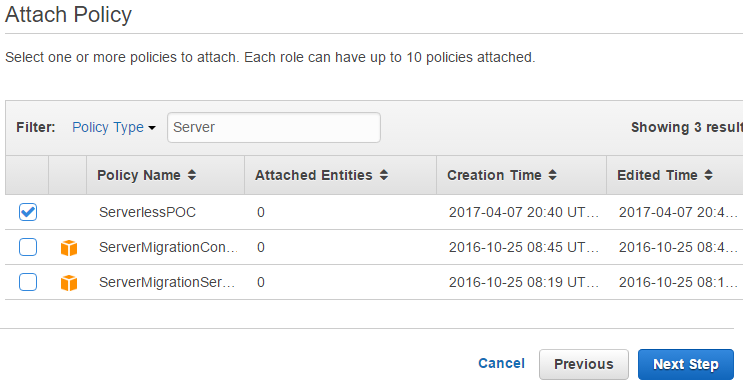 Attach Policy
Select one or more policies to attach. Each role can have up to 10 policies attached.
Filter: Policy Type Server Showing 3 result
Policy Name Attached Entities Creation Time Edited Time
ServerlessPOC 0 2017-04-07 20:40 UT... 2017-04-07 20:4...
ServerMigrationCon... 0 2016-10-25 08:45 UT... 2016-10-25 08:4...
ServerMigrationSer... 0 2016-10-25 08:19 UT... 2016-10-25 08:1...
Cancel Previous Next Step